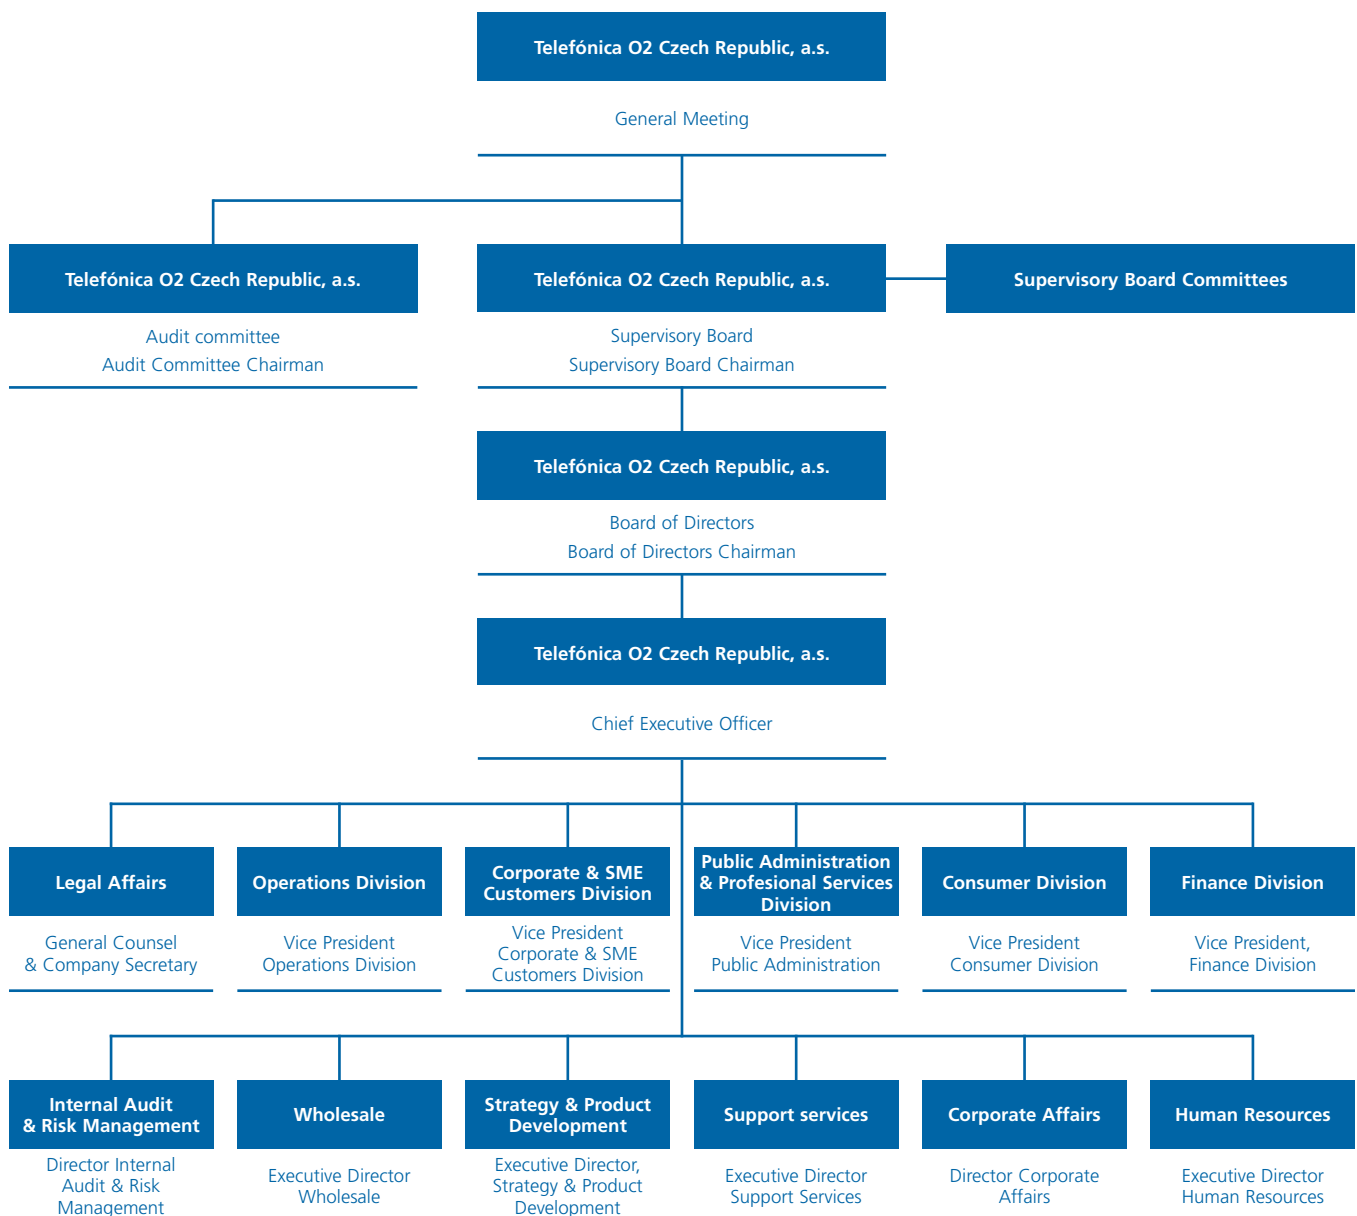 Telefónica O2 Czech Republic, a.s.
General Meeting
Telefónica O2 Czech Republic, a.s.
Audit committee
Audit Committee Chairman
Telefónica O2 Czech Republic, a.s.
Supervisory Board
Supervisory Board Chairman
Supervisory Board Committees
Telefónica O2 Czech Republic, a.s.
Board of Directors
Board of Directors Chairman
Telefónica O2 Czech Republic, a.s.
Chief Executive Officer
Legal Affairs
General Counsel
& Company Secretary
Operations Division
Vice President
Operations Division
Corporate & SME
Customers Division
Vice President
Corporate & SME
Customers Division
Public Administration
& Profesional Services
Division
Vice President
Public Administration
Consumer Division
Vice President
Consumer Division
Finance Division
Vice President,
Finance Division
Internal Audit
& Risk Management
Director Internal
Audit & Risk
Management
Wholesale
Executive Director
Wholesale
Strategy & Product
Development
Executive Director,
Strategy & Product
Development
Support services
Executive Director
Support Services
Corporate Affairs
Director Corporate
Affairs
Human Resources
Executive Director
Human Resources